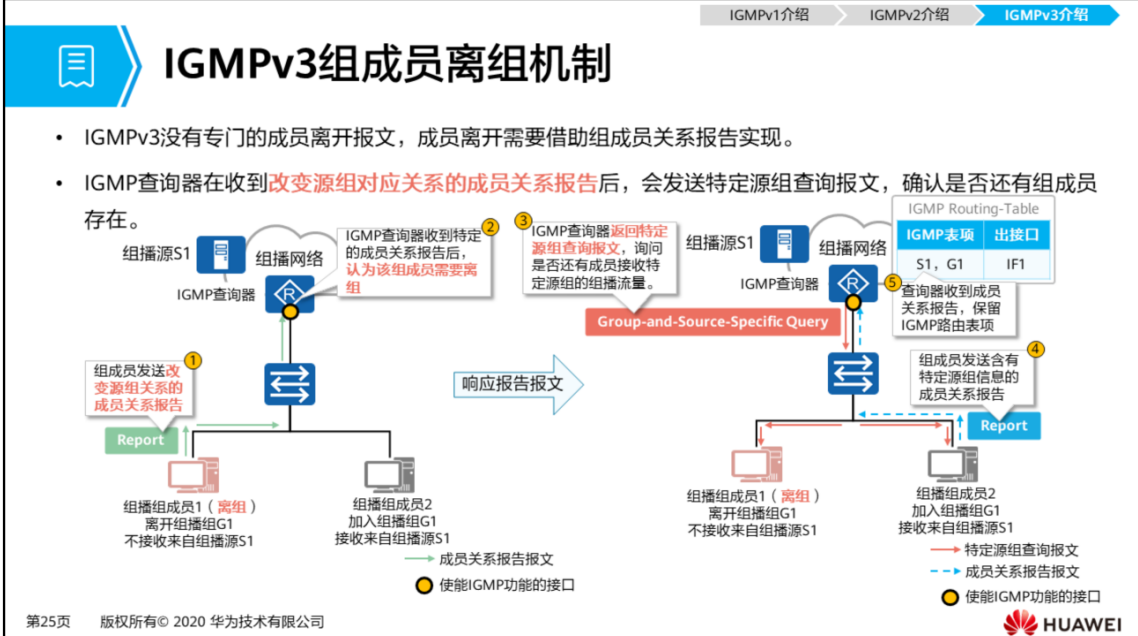 IGMPv1介绍
IGMPv2介绍
IGMPv3介绍
IGMPv3组成员离组机制
• IGMPv3没有专门的成员离开报文，成员离开需要借助组成员关系报告实现。
• IGMP查询器在收到改变源组对应关系的成员关系报告后，会发送特定源组查询报文，确认是否还有组成员
存在。
组播源S1
组播网络
IGMP查询器
R
②
IGMP查询器收到特定
的成员关系报告后，
认为该组成员需要离
组
①
组成员发送改
变源组关系的
成员关系报告
Report
组播组成员1（离组）
离开组播组G1
不接收来自组播源S1
组播组成员2
加入组播组G1
接收来自组播源S1
成员关系报告报文
使能IGMP功能的接口
响应报告报文
③
IGMP查询器返回特定
源组查询报文，询问
是否还有成员接收特
定源组的组播流量。
Group-and-Source-Specific Query
组播源S1
组播网络
IGMP查询器
R
IGMP Routing-Table
IGMP表项 出接口
S1，G1 IF1
⑤
查询器收到成员
关系报告，保留
IGMP路由表项
④
组成员发送含有
特定源组信息的
成员关系报告
Report
组播组成员1（离组）
离开组播组G1
不接收来自组播源S1
组播组成员2
加入组播组G1
接收来自组播源S1
特定源组查询报文
成员关系报告报文
使能IGMP功能的接口
第25页 版权所有© 2020 华为技术有限公司
HUAWEI